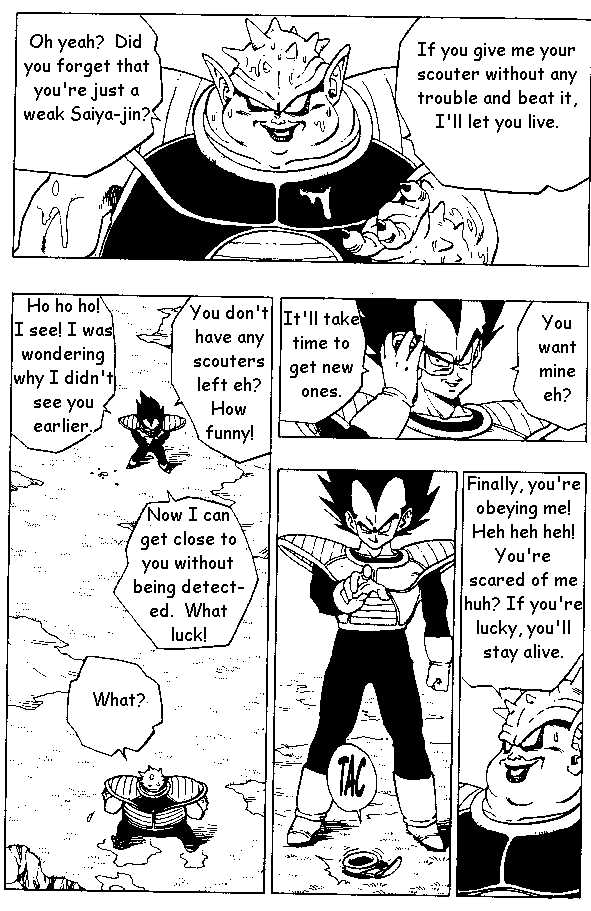 Oh yeah? Did
you forget that
you're just a
weak Saiya-jin?
If you give me your
scouter without any
trouble and beat it,
I'll let you live.
Ho ho ho!
I see! I was
wondering
why I didn't
see you
earlier.
You don't
have any
scouters
left eh?
How
funny!
Now I can
get close to
you without
being detect-
ed. What
luck!
What?
It'll take
time to
get new
ones.
You
want
mine
eh?
TAC
Finally, you're
obeying me!
Heh heh heh!
You're
scared of me
huh? If you're
lucky, you'll
stay alive.